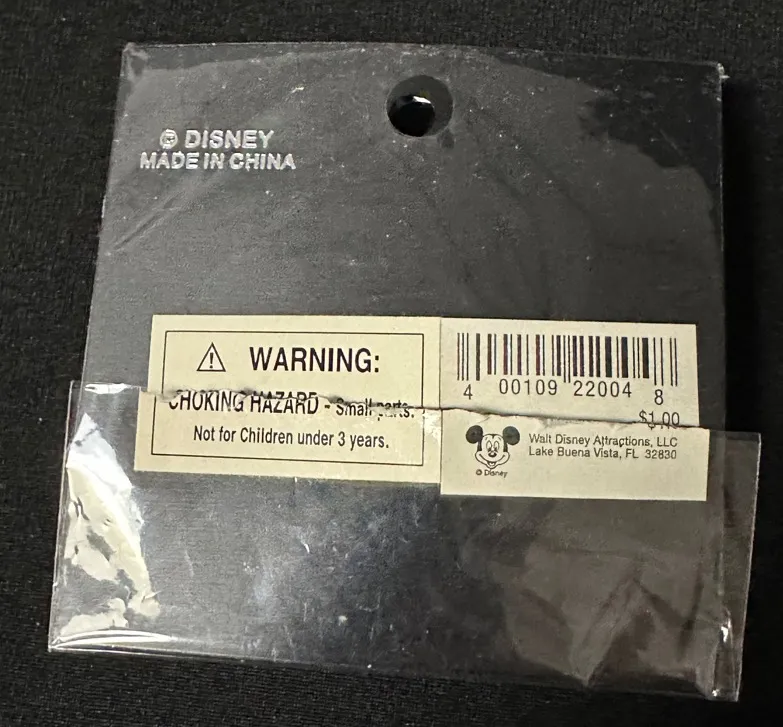 © DISNEY
MADE IN CHINA
WARNING:
CHOKING HAZARD - Small parts.
Not for Children under 3 years.
4 00109 22004 8
$1.00
Walt Disney Attractions, LLC
Lake Buena Vista, FL 32830
© Disney